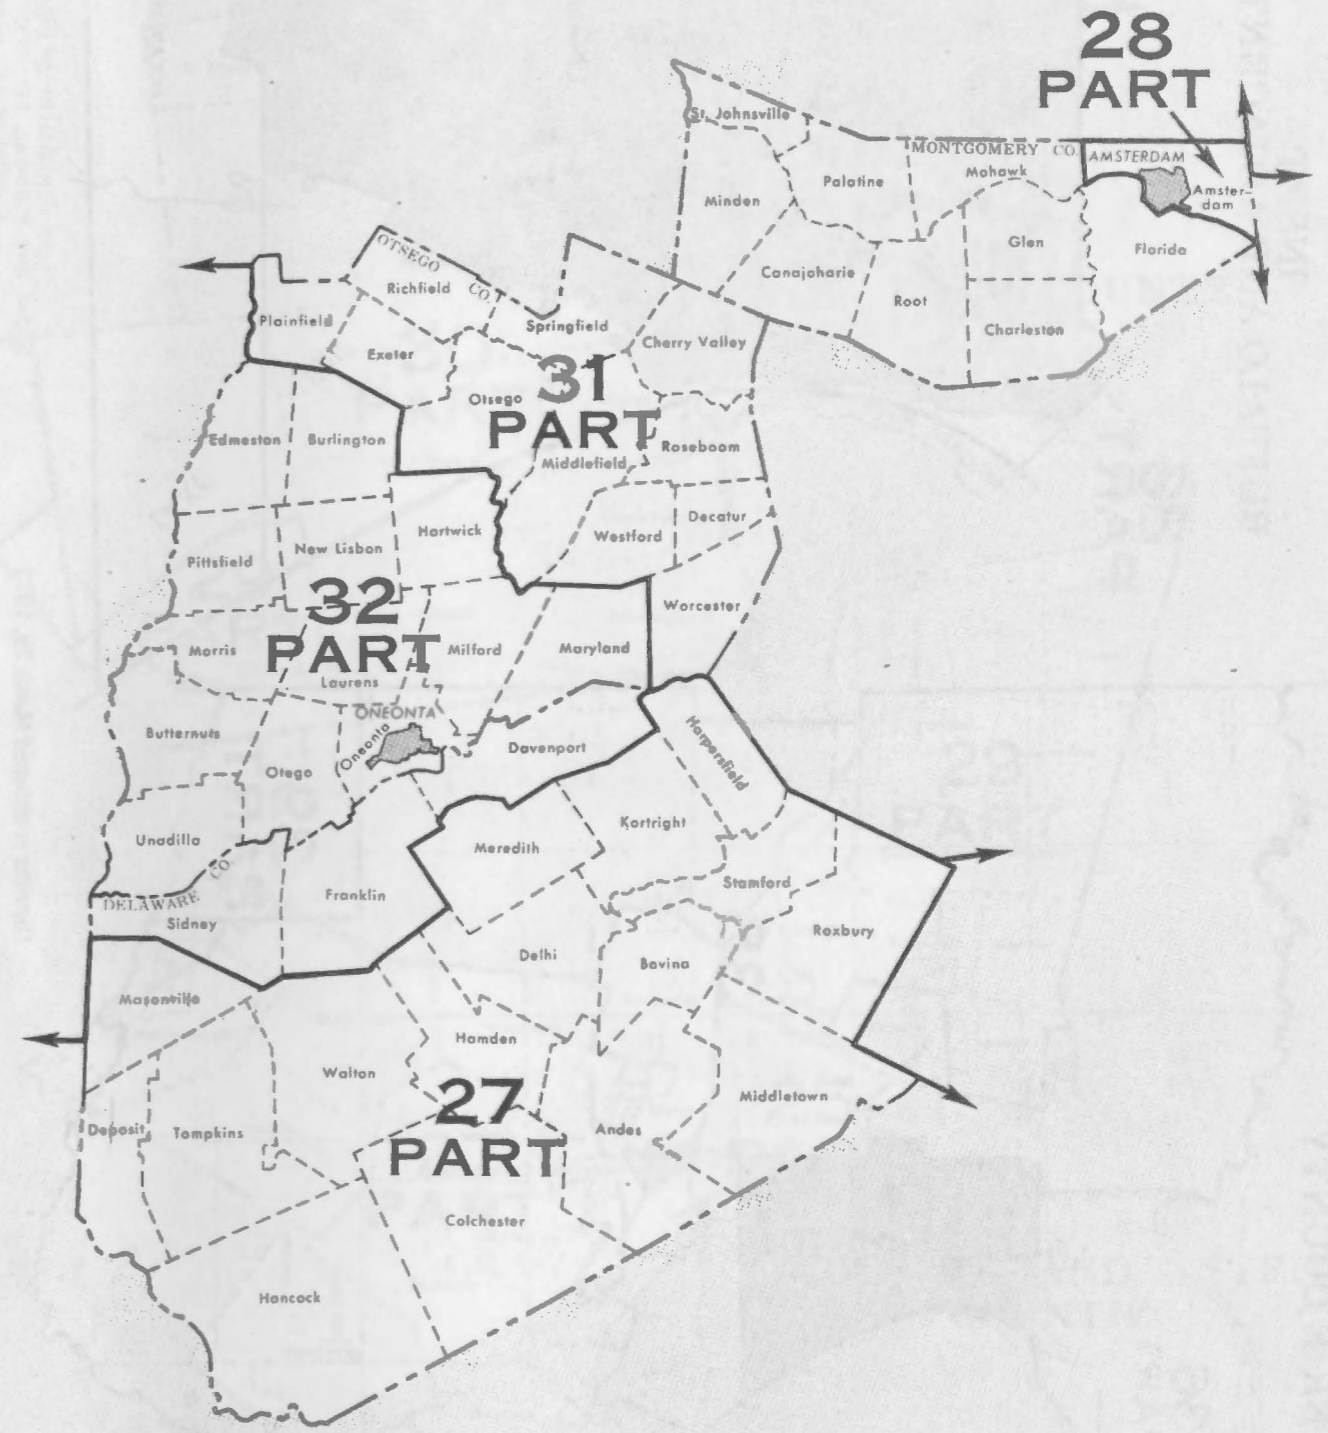 28
PART
St. Johnsville
MONTGOMERY CO.
AMSTERDAM
Mohawk
Palatine
Minden
Amster-
dam
Glen
Florida
Canajoharie
Root
Charleston
OTSEGO
CO.
Richfield
Plainfield
Springfield
Cherry Valley
Exeter
31
PART
Otsego
Edmeston
Burlington
Roseboom
Middlefield
Decatur
Hartwick
Westford
New Lisbon
Pittsfield
32
PART
Worcester
Morris
Milford
Maryland
Laurens
ONEONTA
Oneonta
Butternuts
Davenport
Harpersfield
Otego
Unadilla
Kortright
Meredith
DELAWARE
CO.
Stamford
Franklin
Sidney
Roxbury
Delhi
Bovina
Masonville
Hamden
Walton
27
PART
Middletown
Deposit
Tompkins
Andes
Colchester
Hancock